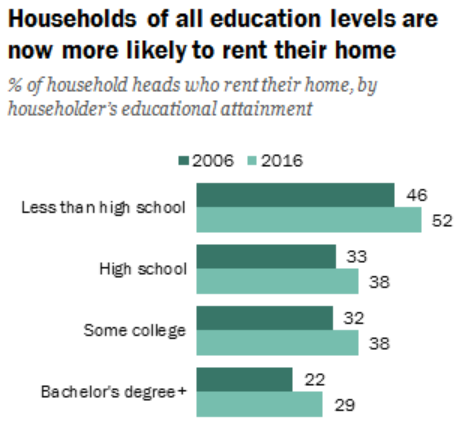 Households of all education levels are
now more likely to rent their home
% of household heads who rent their home, by
householder's educational attainment
2006 2016
Less than high school 46
52
High school 33
38
Some college 32
38
Bachelor's degree+ 22
29